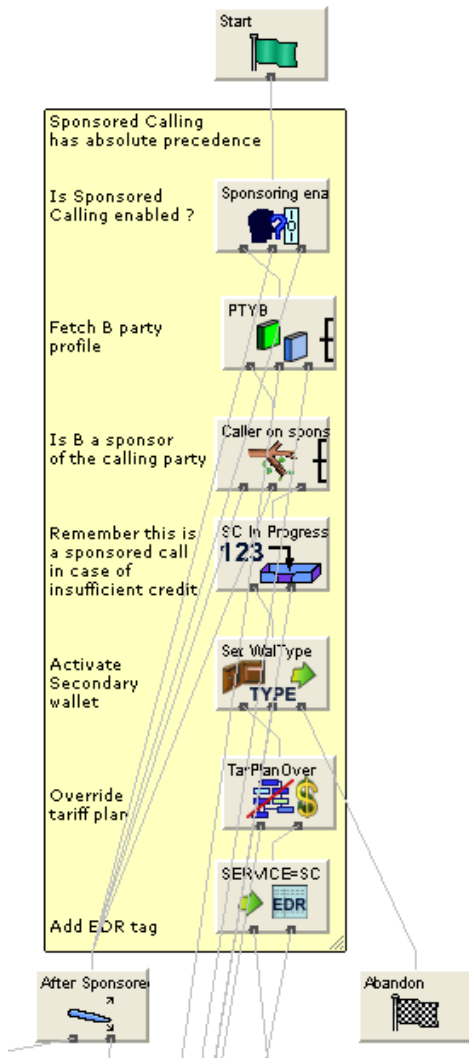 Start
Sponsored Calling
has absolute precedence
Is Sponsored
Calling enabled ?
Sponsoring ena
PTYB
Fetch B party
profile
Caller on spons
Is B a sponsor
of the calling party
SC In Progress
123
Remember this is
a sponsored call
in case of
insufficient credit
Set WalType
TYPE
Activate
Secondary
wallet
TarPlanOver
Override
tariff plan
SERVICE=SC
EDR
Add EDR tag
After Sponsore
Abandon